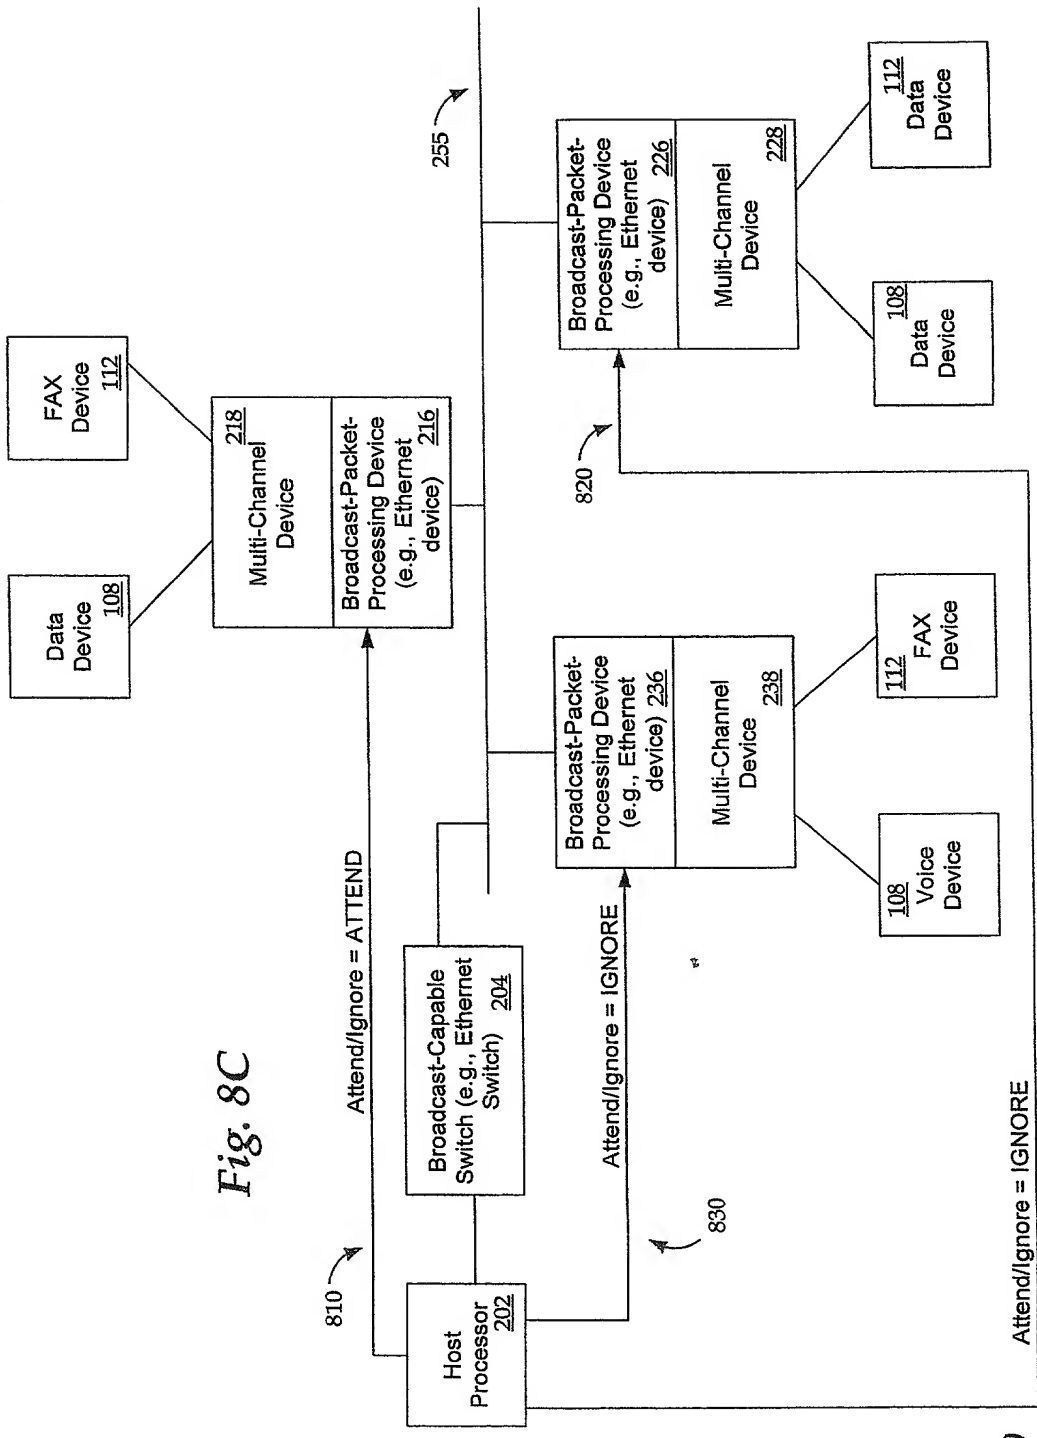 Fig. 8C
FAX
Device
112
Data
Device
108
218
Multi-Channel
Device
Broadcast-Packet-
Processing Device
(e.g., Ethernet
device)
216
255
810
Attend/Ignore = ATTEND
Host
Processor
202
Broadcast-Capable
Switch (e.g., Ethernet
Switch)
204
Attend/Ignore = IGNORE
830
Broadcast-Packet-
Processing Device
(e.g., Ethernet
device) 236
Multi-Channel
Device
238
108
Voice
Device
112
FAX
Device
820
Attend/Ignore = IGNORE
Broadcast-Packet-
Processing Device
(e.g., Ethernet
device)
226
Multi-Channel
Device
228
108
Data
Device
112
Data
Device